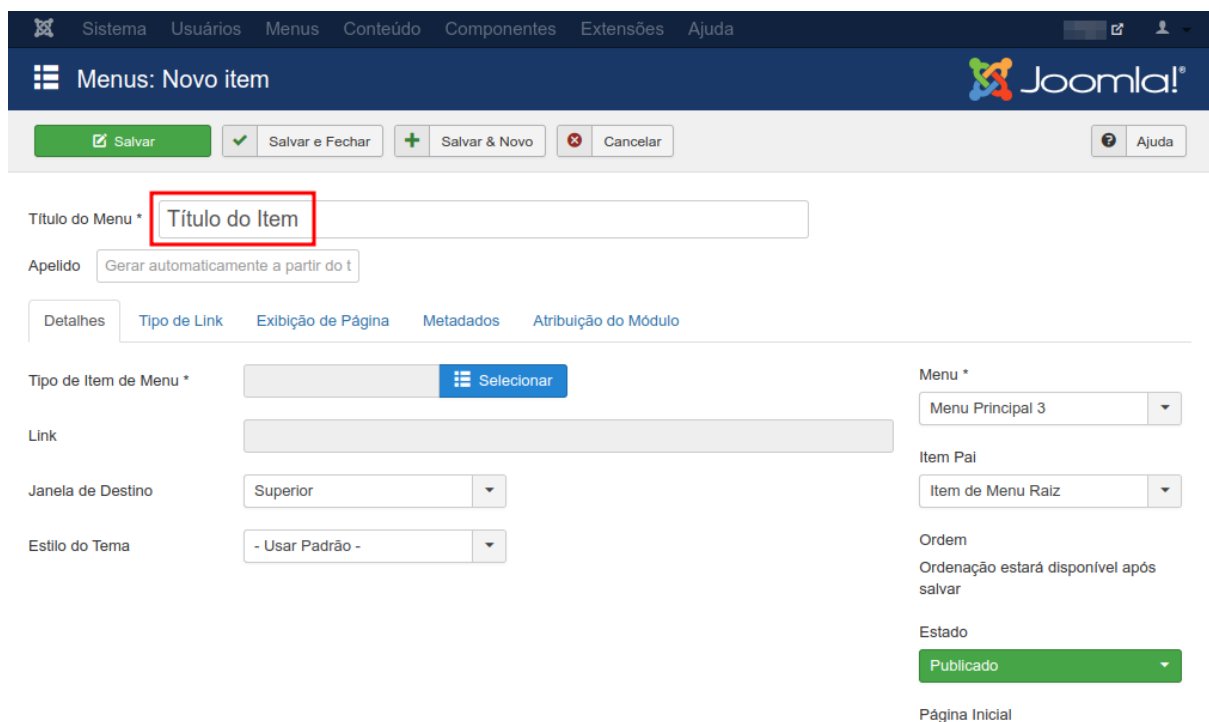 Sistema Usuários Menus Conteúdo Componentes Extensões Ajuda
Menus: Novo item
Joomla!®
Salvar Salvar e Fechar Salvar & Novo Cancelar Ajuda
Título do Menu * Título do Item
Apelido Gerar automaticamente a partir do t
Detalhes Tipo de Link Exibição de Página Metadados Atribuição do Módulo
Tipo de Item de Menu * Selecionar
Link
Janela de Destino Superior
Estilo do Tema - Usar Padrão -
Menu *
Menu Principal 3
Item Pai
Item de Menu Raiz
Ordem
Ordenação estará disponível após
salvar
Estado
Publicado
Página Inicial